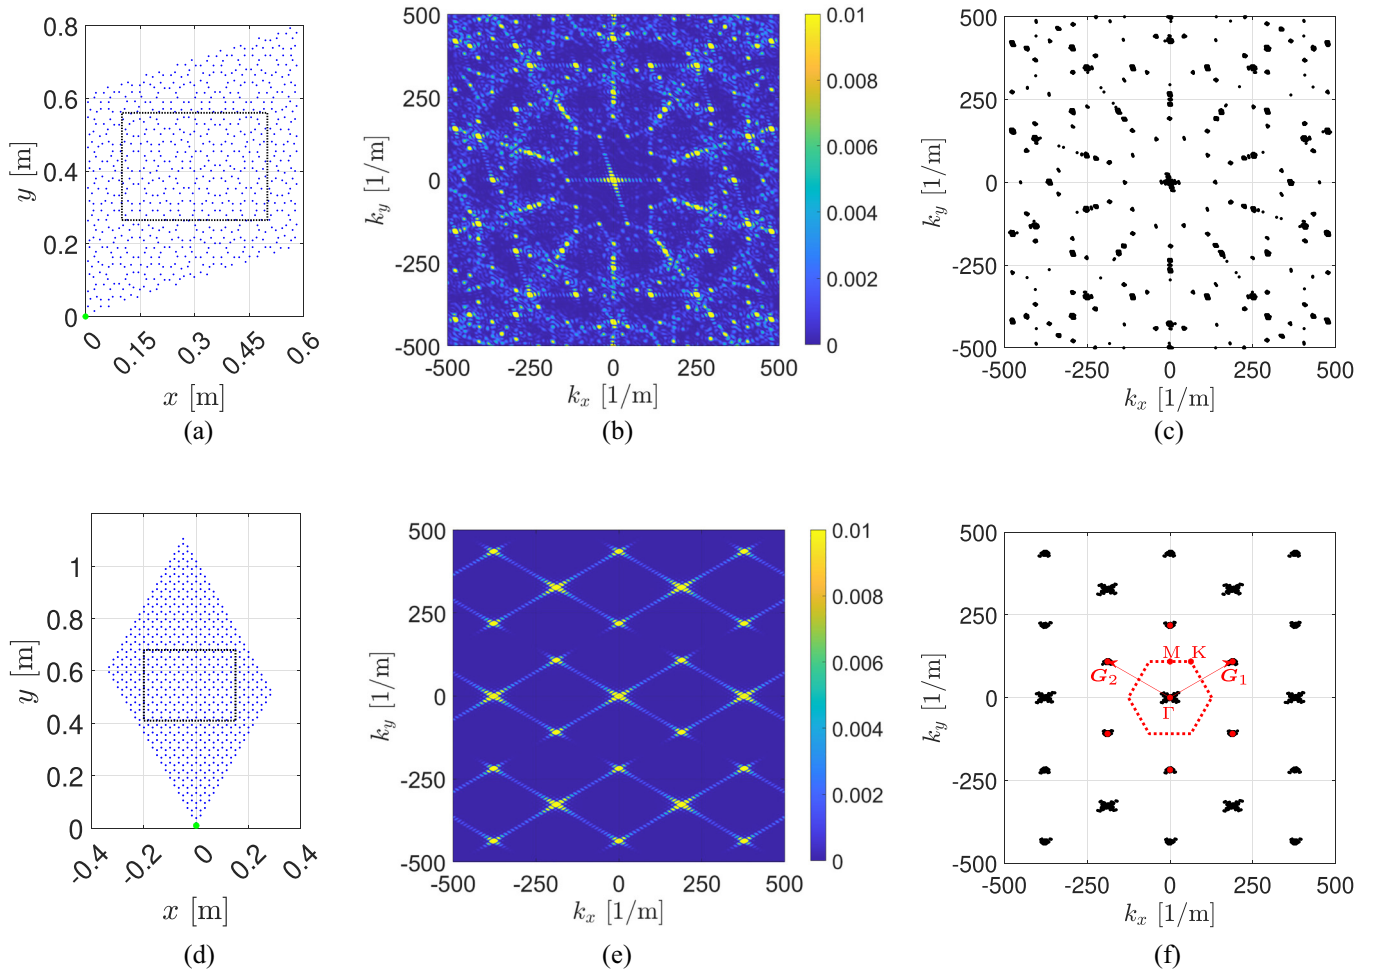 0.8
0.6
0.4
0.2
0
y [m]
0 0.15 0.3 0.45 0.6
x [m]
(a)
500
250
0
-250
-500
k_y [1/m]
-500 -250 0 250 500
k_x [1/m]
0.01
0.008
0.006
0.004
0.002
0
(b)
500
250
0
-250
-500
k_y [1/m]
-500 -250 0 250 500
k_x [1/m]
(c)
1
0.8
0.6
0.4
0.2
0
y [m]
-0.4 -0.2 0 0.2 0.4
x [m]
(d)
500
250
0
-250
-500
k_y [1/m]
-500 -250 0 250 500
k_x [1/m]
0.01
0.008
0.006
0.004
0.002
0
(e)
500
250
0
-250
-500
k_y [1/m]
M K
G_2 G_1
Γ
-500 -250 0 250 500
k_x [1/m]
(f)